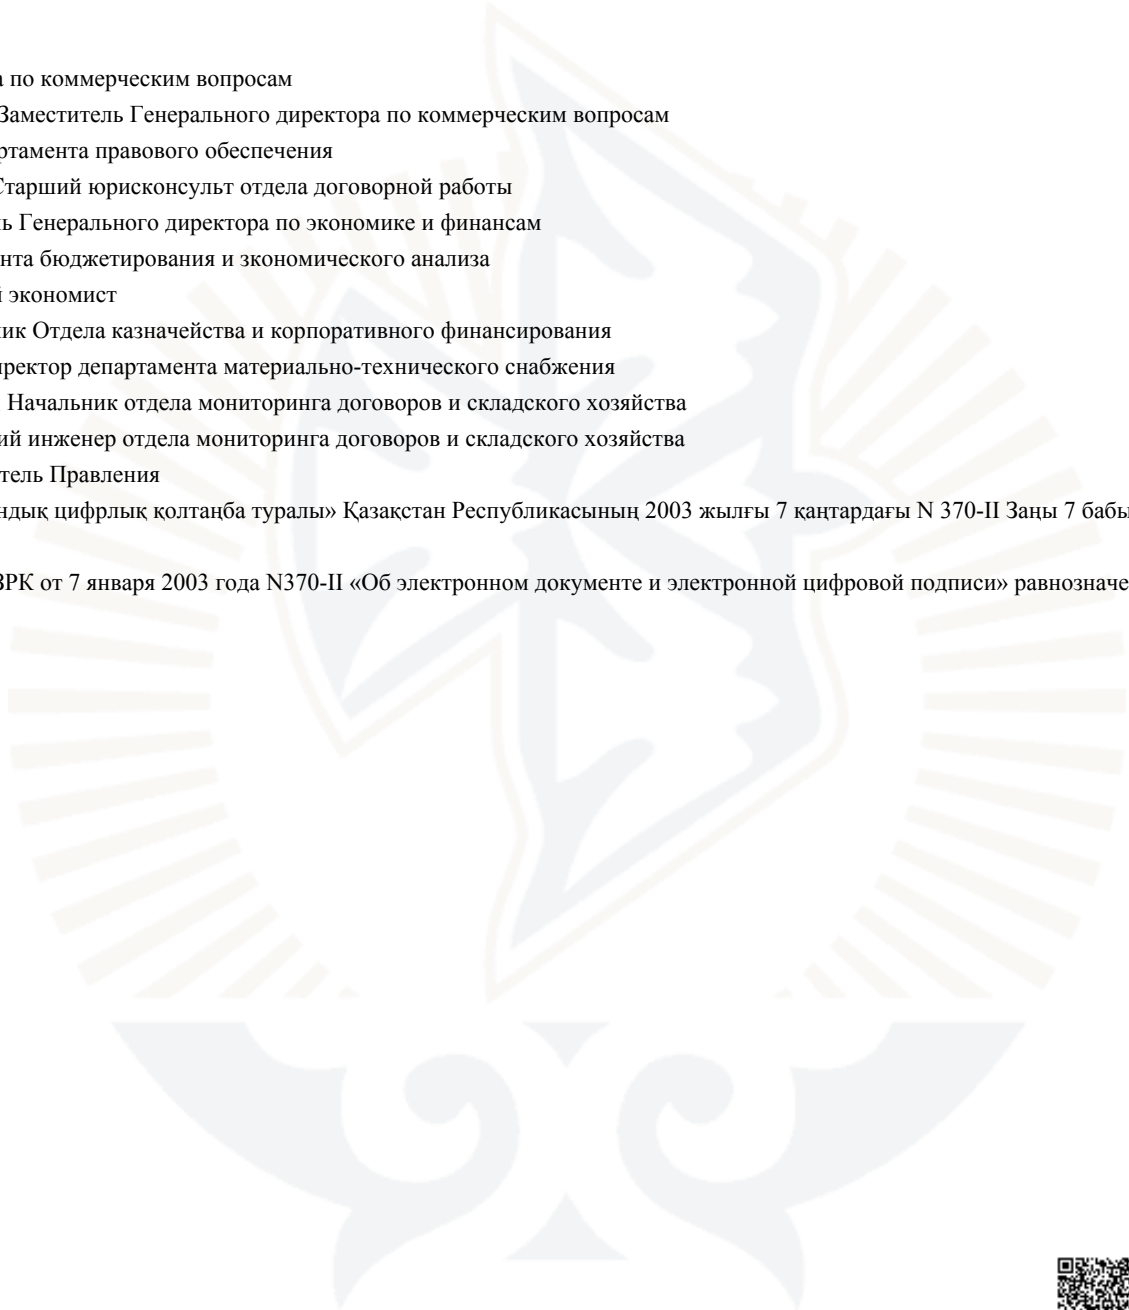 а по коммерческим вопросам
Заместитель Генерального директора по коммерческим вопросам
ртамента правового обеспечения
Старший юрисконсульт отдела договорной работы
ль Генерального директора по экономике и финансам
нта бюджетирования и зкономического анализа
й экономист
ик Отдела казначейства и корпоративного финансирования
иректор департамента материально-технического снабжения
Начальник отдела мониторинга договоров и складского хозяйства
ий инженер отдела мониторинга договоров и складского хозяйства
тель Правления
ндық цифрлық қолтаңба туралы» Қазақстан Республикасының 2003 жылғы 7 қаңтардағы N 370-II Заңы 7 бабы
ЗРК от 7 января 2003 года N370-II «Об электронном документе и электронной цифровой подписи» равнозначе